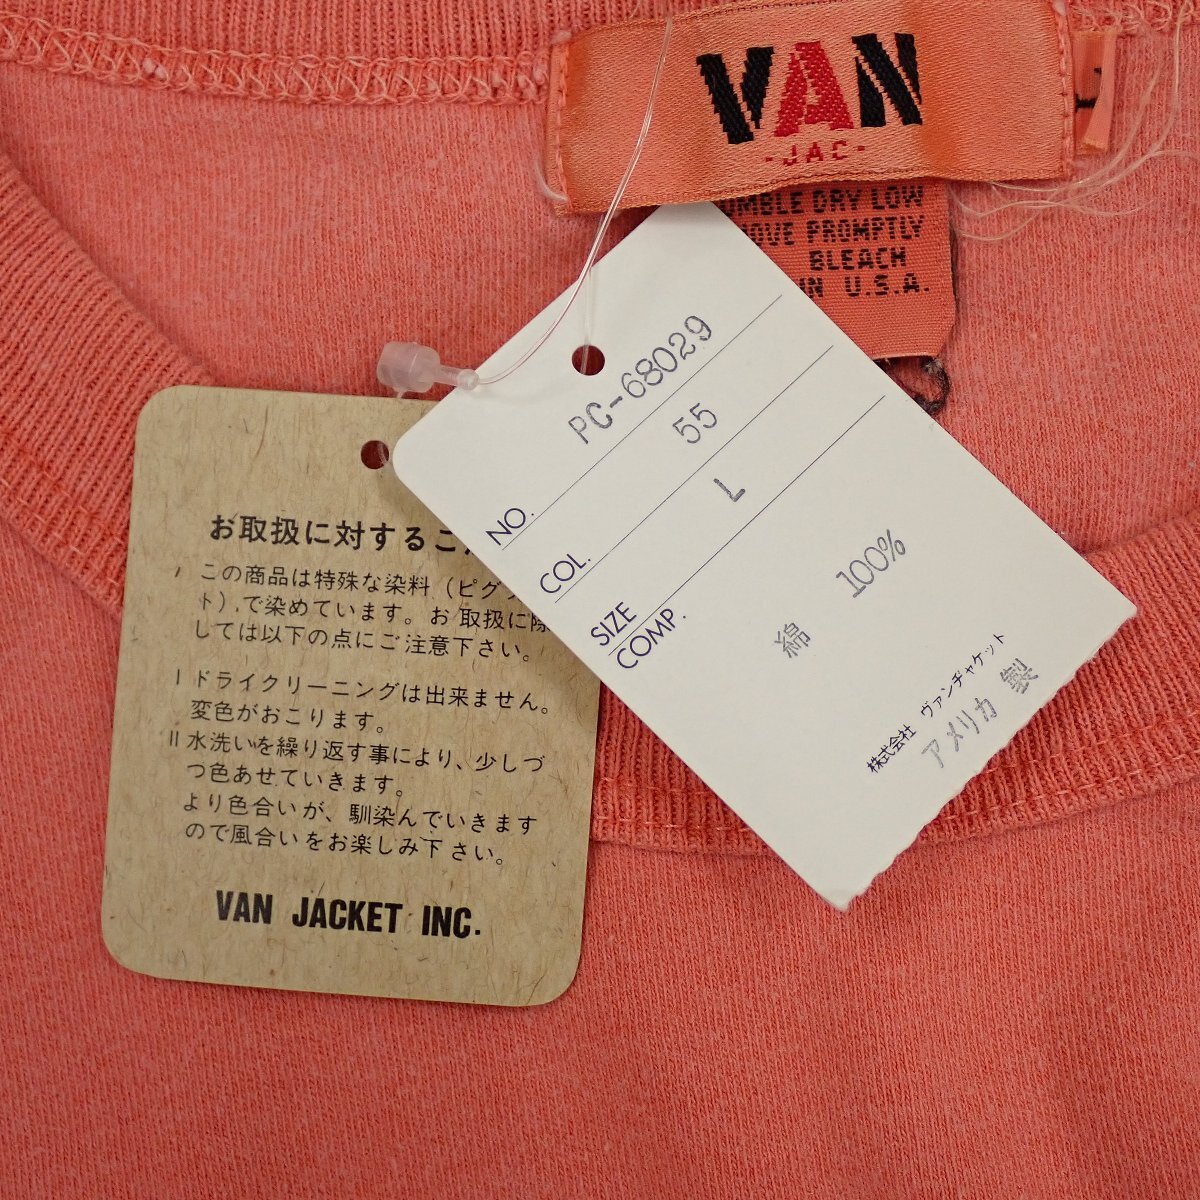 VAN
-JAC-
DRY LOW
PROMPTLY
BLEACH
U.S.A.
NO. PC-68029
COL. 55
SIZE L
COMP. 綿 100%
株式会社 ヴァンヂャケット
アメリカ製
お取扱に対する
この商品は特殊な染料(ピグ
ト)で染めています。お取扱に際
しては以下の点にご注意下さい。
I ドライクリーニングは出来ません。
変色がおこります。
II 水洗いを繰り返す事により、少しづ
つ色あせていきます。
より色合いが、馴染んでいきます
ので風合いをお楽しみ下さい。
VAN JACKET INC.